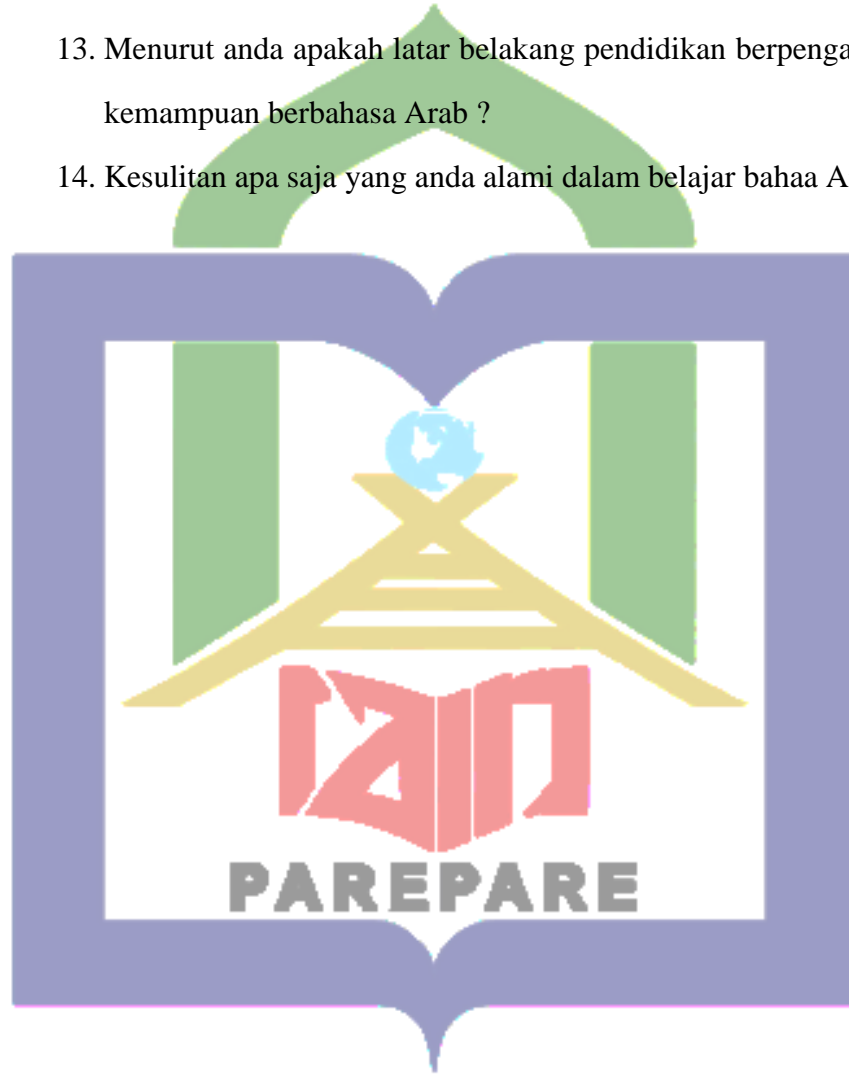 13. Menurut anda apakah latar belakang pendidikan
kemampuan berbahasa Arab ?
14. Kesulitan apa saja yang anda alami dalam belajar bahaa
iain
PAREPARE